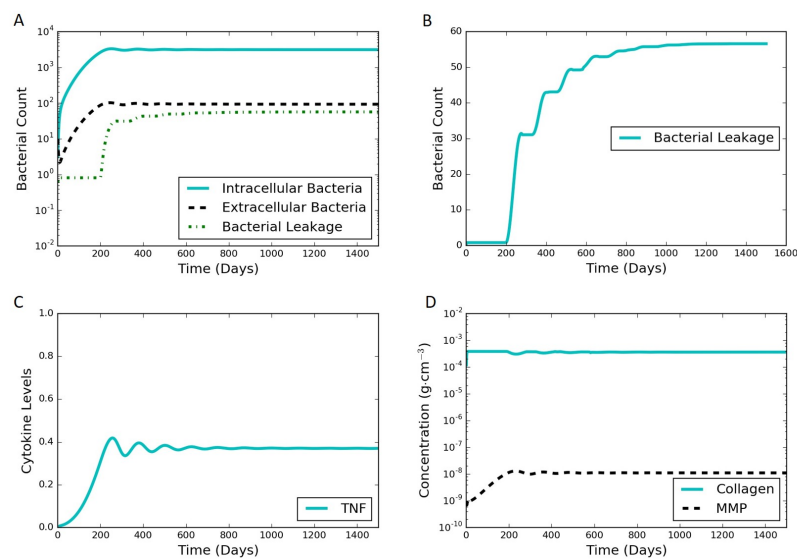 A
10^4
10^3
10^2
10^1
10^0
10^-1
10^-2
Bacterial Count
Intracellular Bacteria
Extracellular Bacteria
Bacterial Leakage
0 200 400 600 800 1000 1200 1400
Time (Days)
B
60
50
40
30
20
10
0
Bacterial Count
Bacterial Leakage
0 200 400 600 800 1000 1200 1400 1600
Time (Days)
C
1.0
0.8
0.6
0.4
0.2
0.0
Cytokine Levels
TNF
0 200 400 600 800 1000 1200 1400
Time (Days)
D
10^-2
10^-3
10^-4
10^-5
10^-6
10^-7
10^-8
10^-9
10^-10
Concentration (g·cm^-3)
Collagen
MMP
0 200 400 600 800 1000 1200 1400
Time (Days)